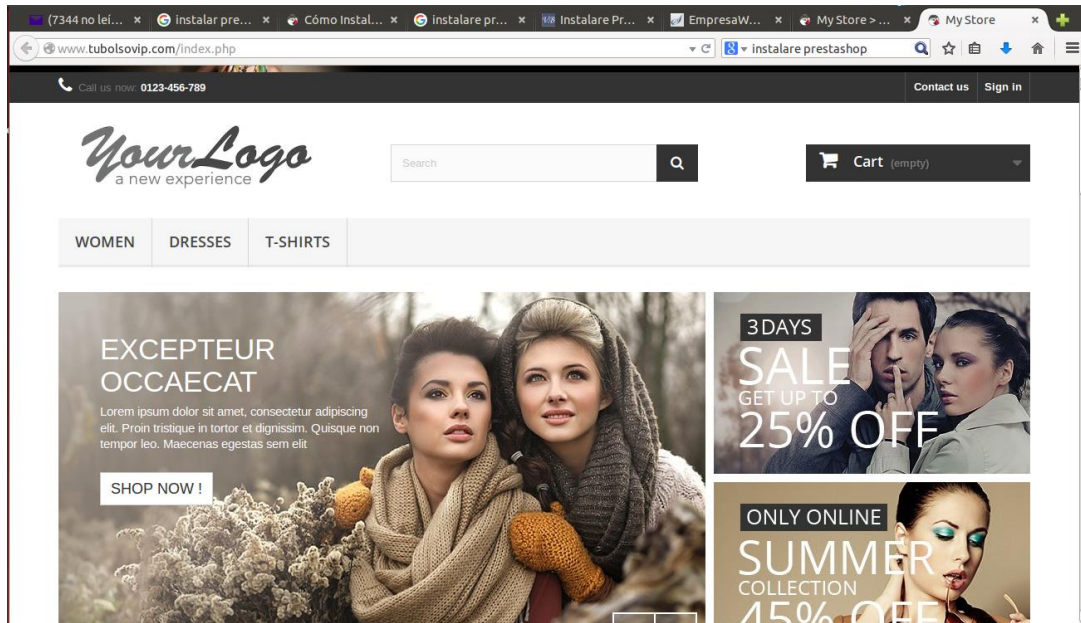 (7344 no leí...
instalar pre...
Cómo Instal...
instalare pr...
Instalare Pr...
EmpresaW...
My Store > ...
My Store
www.tubolsovip.com/index.php
instalare prestashop
Call us now: 0123-456-789
Contact us
Sign in
YourLogo
a new experience
Search
Cart (empty)
WOMEN
DRESSES
T-SHIRTS
EXCEPTEUR
OCCAECAT
Lorem ipsum dolor sit amet, consectetur adipiscing
elit. Proin tristique in tortor et dignissim. Quisque non
tempor leo. Maecenas egestas sem elit
SHOP NOW !
3DAYS
SALE
GET UP TO
25% OFF
ONLY ONLINE
SUMMER
COLLECTION
45% OFF